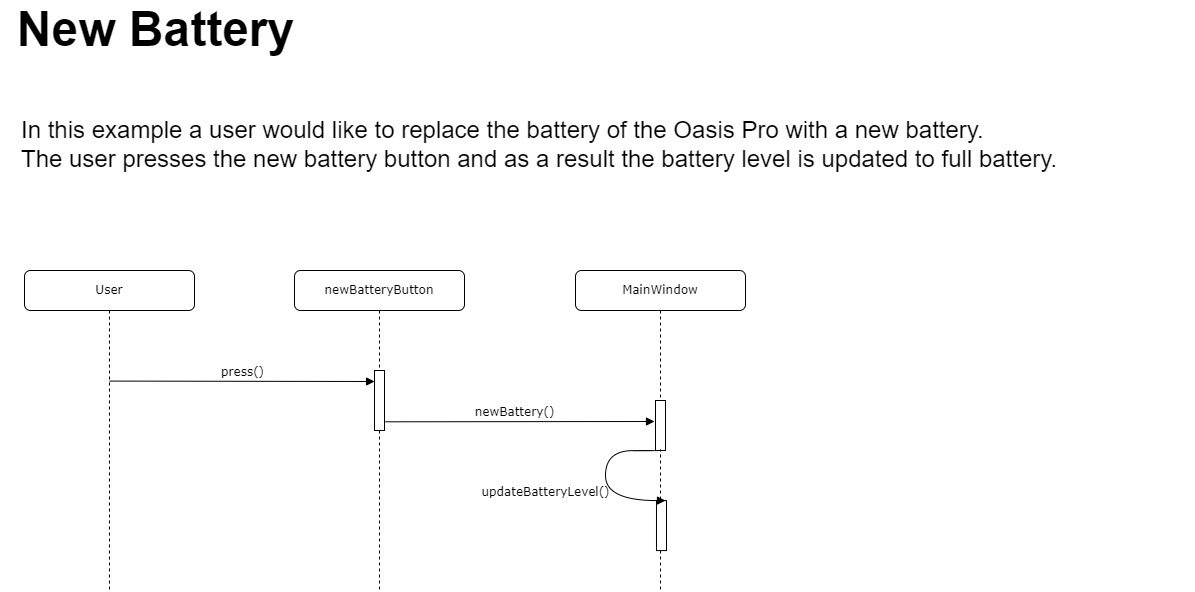 New Battery
In this example a user would like to replace the battery of the Oasis Pro with a new battery.
The user presses the new battery button and as a result the battery level is updated to full battery.
User
newBatteryButton
MainWindow
press()
newBattery()
updateBatteryLevel()